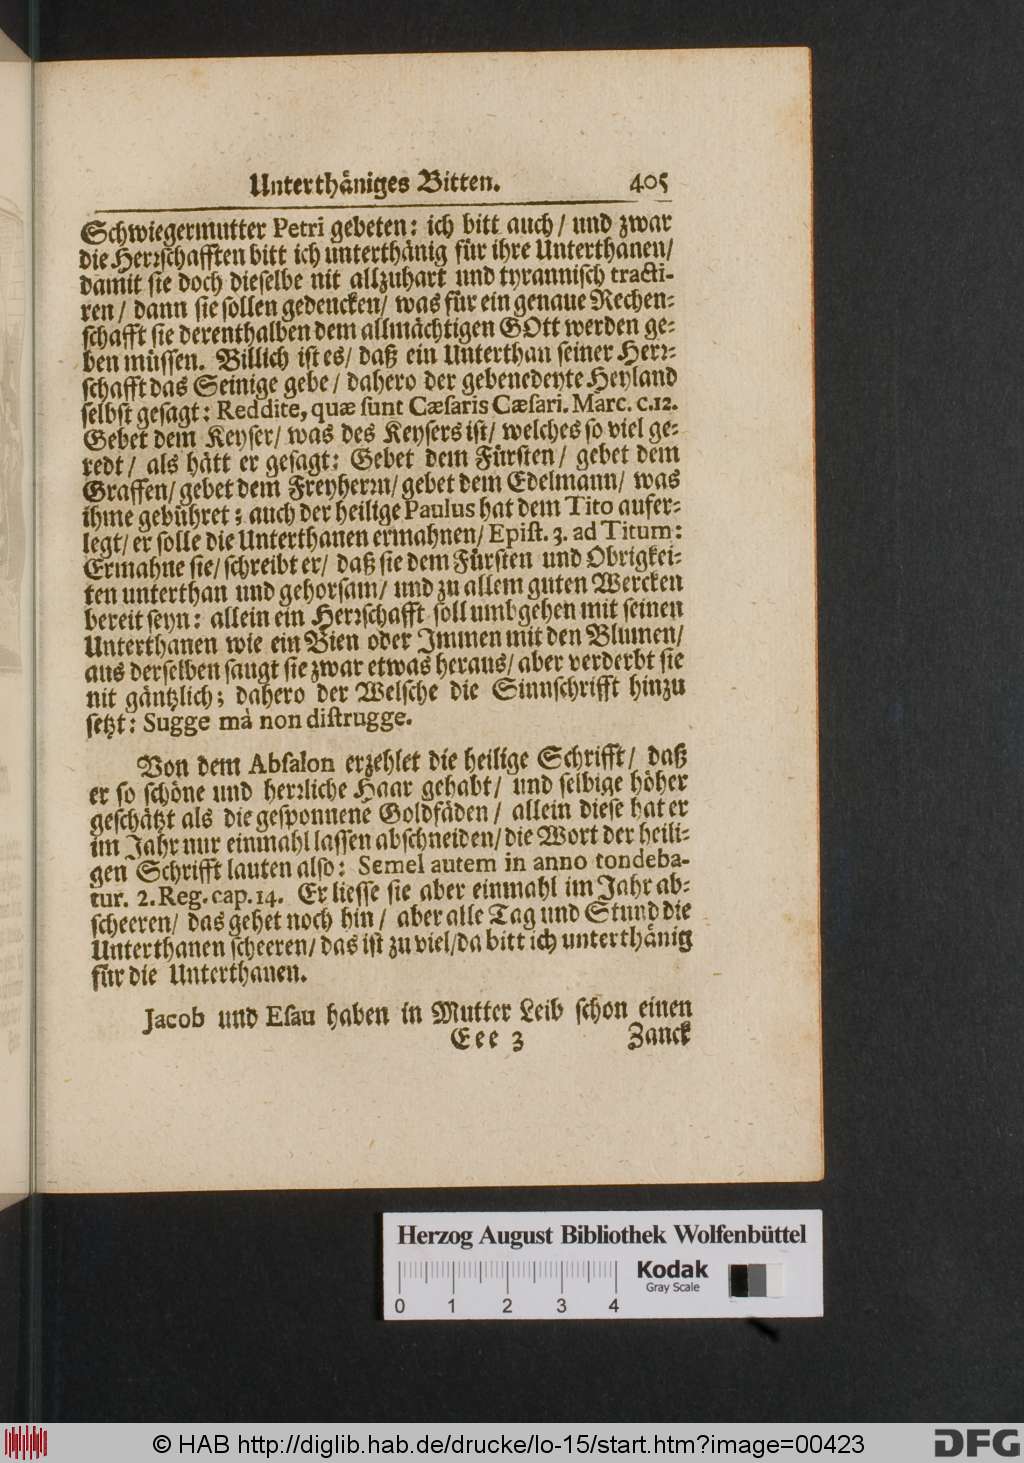 Unterthäniges Bitten. 405
Schwiegermutter Petri gebeten: ich bitt auch / und zwar
die Herrschafften bitt ich unterthänig für ihre Unterthanen/
damit sie doch dieselbe nit allzuhart und tyrannisch tracti-
ren / dann sie sollen gedencken/ was für ein genaue Rechen-
schafft sie derenthalben dem allmächtigen GOtt werden ge-
ben müssen. Billich ist es/ daß ein Unterthan seiner Herr-
schafft das Seinige gebe / dahero der gebenedeyte Heyland
selbst gesagt: Reddite, quæ sunt Cæsaris Cæsari. Marc. c.12.
Gebet dem Keyser/ was des Keysers ist/ welches so viel ge-
redt/ als hätt er gesagt: Gebet dem Fürsten/ gebet dem
Graffen/ gebet dem Freyherrn/ gebet dem Edelmann/ was
ihme gebühret; auch der heilige Paulus hat dem Tito aufer-
legt/ er solle die Unterthanen ermahnen/ Epist. 3. ad Titum:
Ermahne sie/ schreibt er/ daß sie dem Fürsten und Obrigkei-
ten unterthan und gehorsam/ und zu allem guten Wercken
bereit seyn: allein ein Herrschafft soll umbgehen mit seinen
Unterthanen wie ein Bien oder Immen mit den Blumen/
aus derselben saugt sie zwar etwas heraus/ aber verderbt sie
nit gäntzlich; dahero der Welsche die Sinnschrifft hinzu
setzt: Sugge mà non distrugge.
Von dem Absalon erzehlet die heilige Schrifft/ daß
er so schöne und herrliche Haar gehabt/ und selbige höher
geschätzt als die gesponnene Goldfäden/ allein diese hat er
im Jahr nur einmahl lassen abschneiden/ die Wort der heili-
gen Schrifft lauten also: Semel autem in anno tondeba-
tur. 2. Reg. cap. 14. Er liesse sie aber einmahl im Jahr ab-
scheeren/ das gehet noch hin/ aber alle Tag und Stund die
Unterthanen scheeren/ das ist zu viel/ da bitt ich unterthänig
für die Unterthanen.
Jacob und Esau haben in Mutter Leib schon einen
Eee 3 Zanck
Herzog August Bibliothek Wolfenbüttel
Kodak
Gray Scale
0 1 2 3 4
© HAB http://diglib.hab.de/drucke/lo-15/start.htm?image=00423
DFG